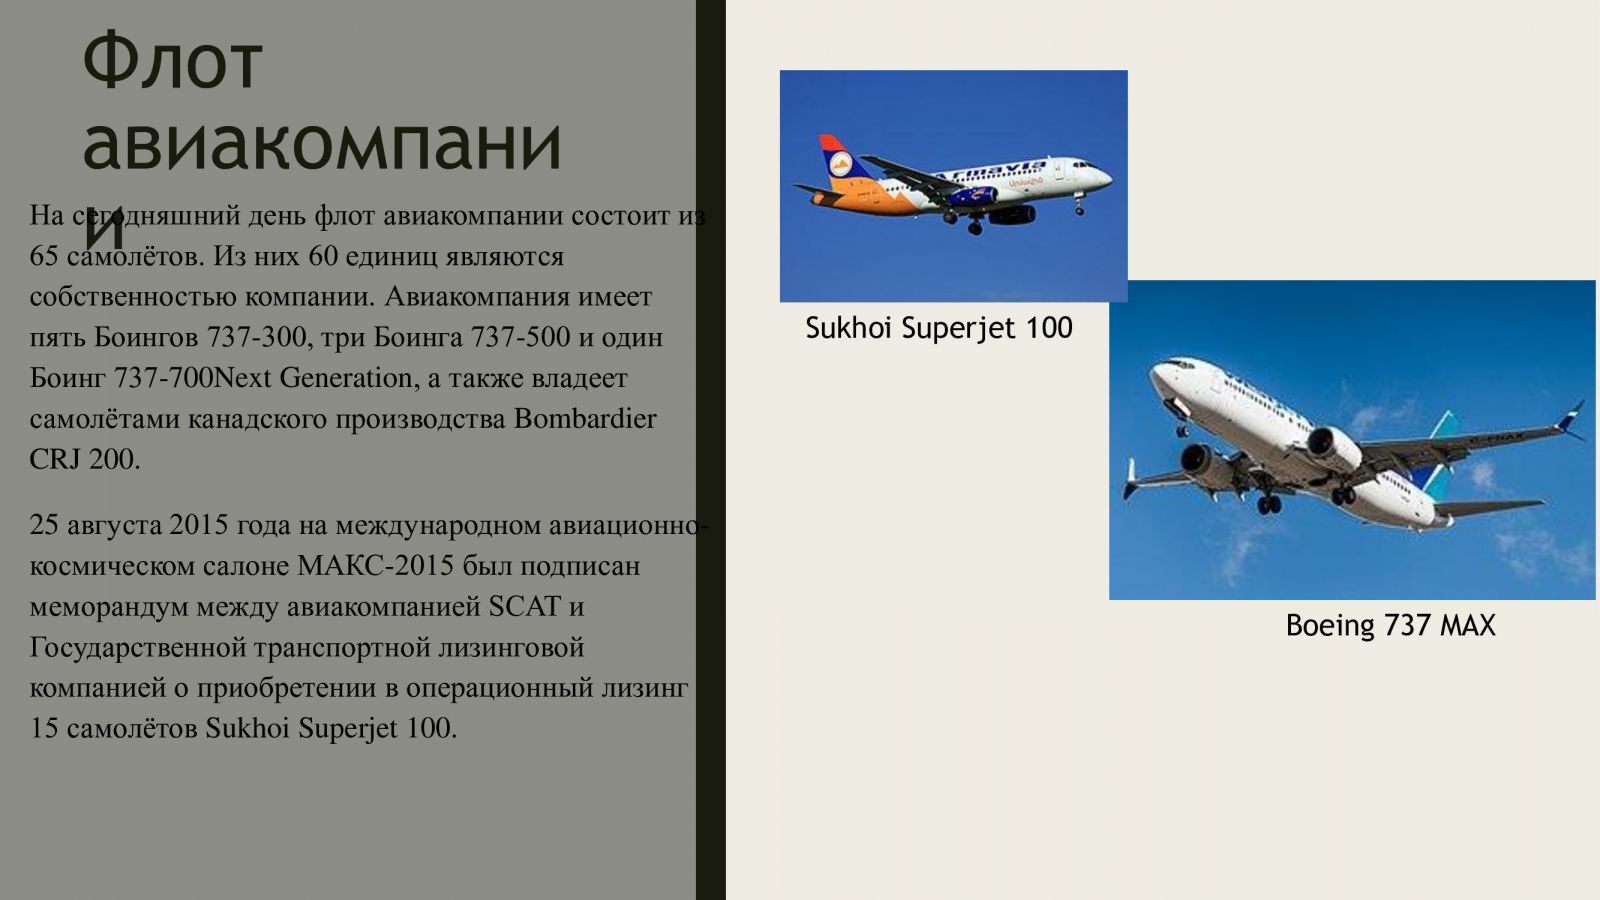 Флот
авиакомпани
и
На сегодняшний день флот авиакомпании состоит из
65 самолётов. Из них 60 единиц являются
собственностью компании. Авиакомпания имеет
пять Боингов 737-300, три Боинга 737-500 и один
Боинг 737-700Next Generation, а также владеет
самолётами канадского производства Bombardier
CRJ 200.
25 августа 2015 года на международном авиационно-
космическом салоне МАКС-2015 был подписан
меморандум между авиакомпанией SCAT и
Государственной транспортной лизинговой
компанией о приобретении в операционный лизинг
15 самолётов Sukhoi Superjet 100.
armavia
Sukhoi Superjet 100
Boeing 737 MAX